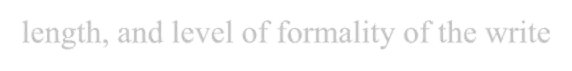 length, and level of formality of the write